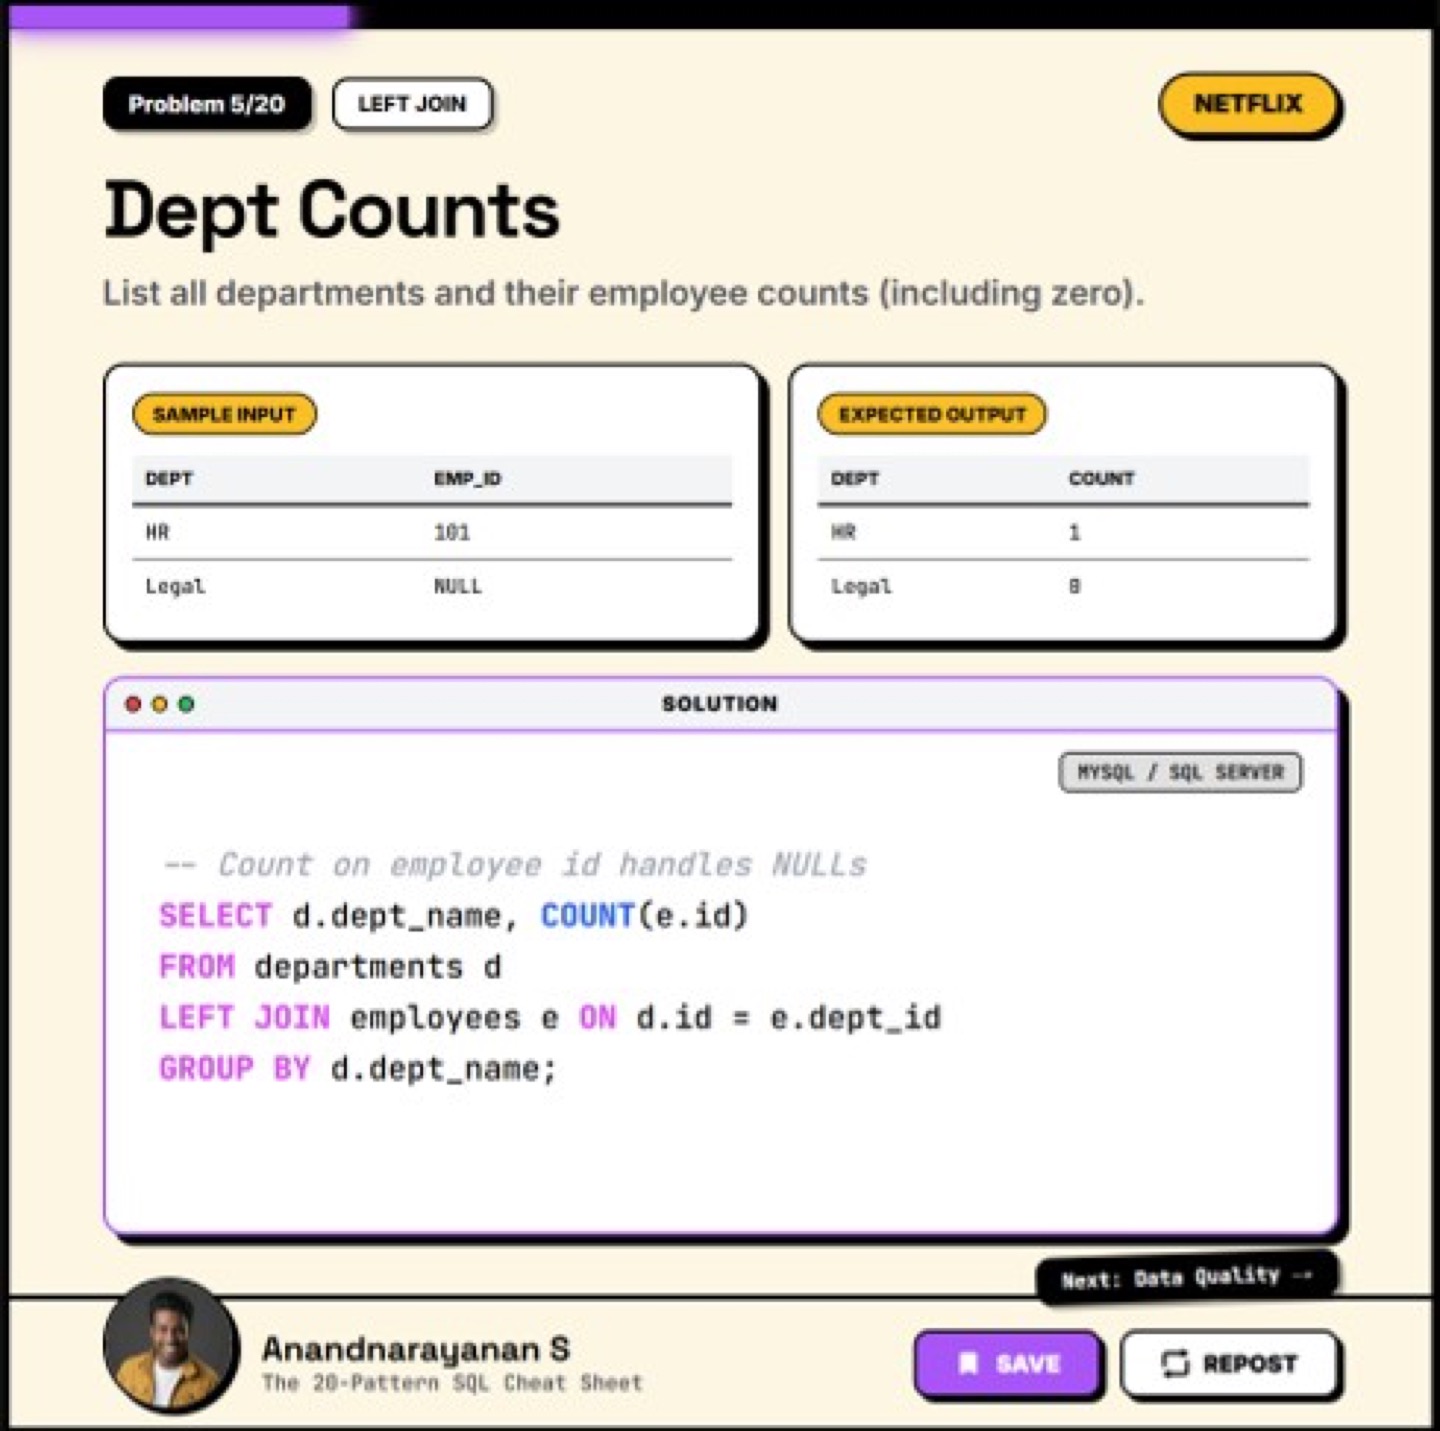 Problem 5/20
LEFT JOIN
NETFLIX
Dept Counts
List all departments and their employee counts (including zero).
SAMPLE INPUT
DEPT EMP_ID
HR 101
Legal NULL
EXPECTED OUTPUT
DEPT COUNT
HR 1
Legal 0
SOLUTION
MYSQL / SQL SERVER
-- Count on employee id handles NULLs
SELECT d.dept_name, COUNT(e.id)
FROM departments d
LEFT JOIN employees e ON d.id = e.dept_id
GROUP BY d.dept_name;
Next: Data Quality →
Anandnarayanan S
The 20-Pattern SQL Cheat Sheet
SAVE
REPOST